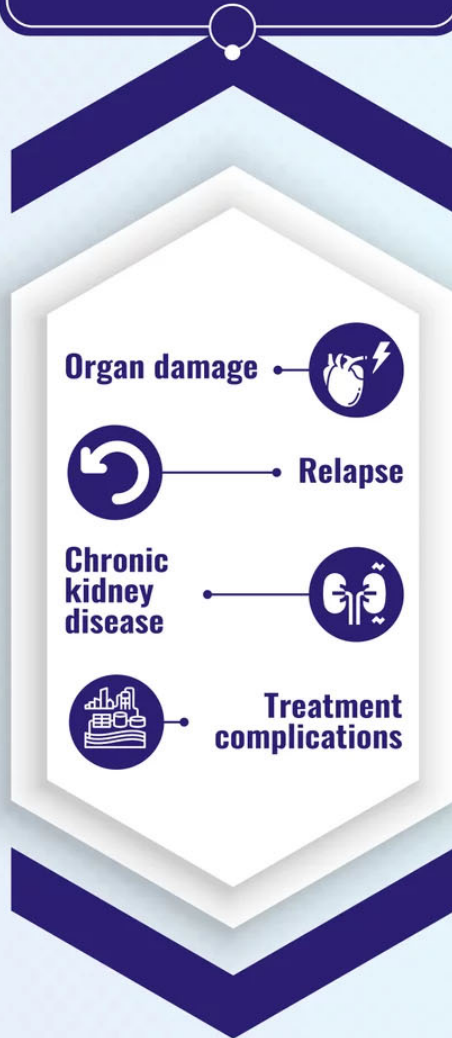 Organ damage
Relapse
Chronic
kidney
disease
Treatment
complications